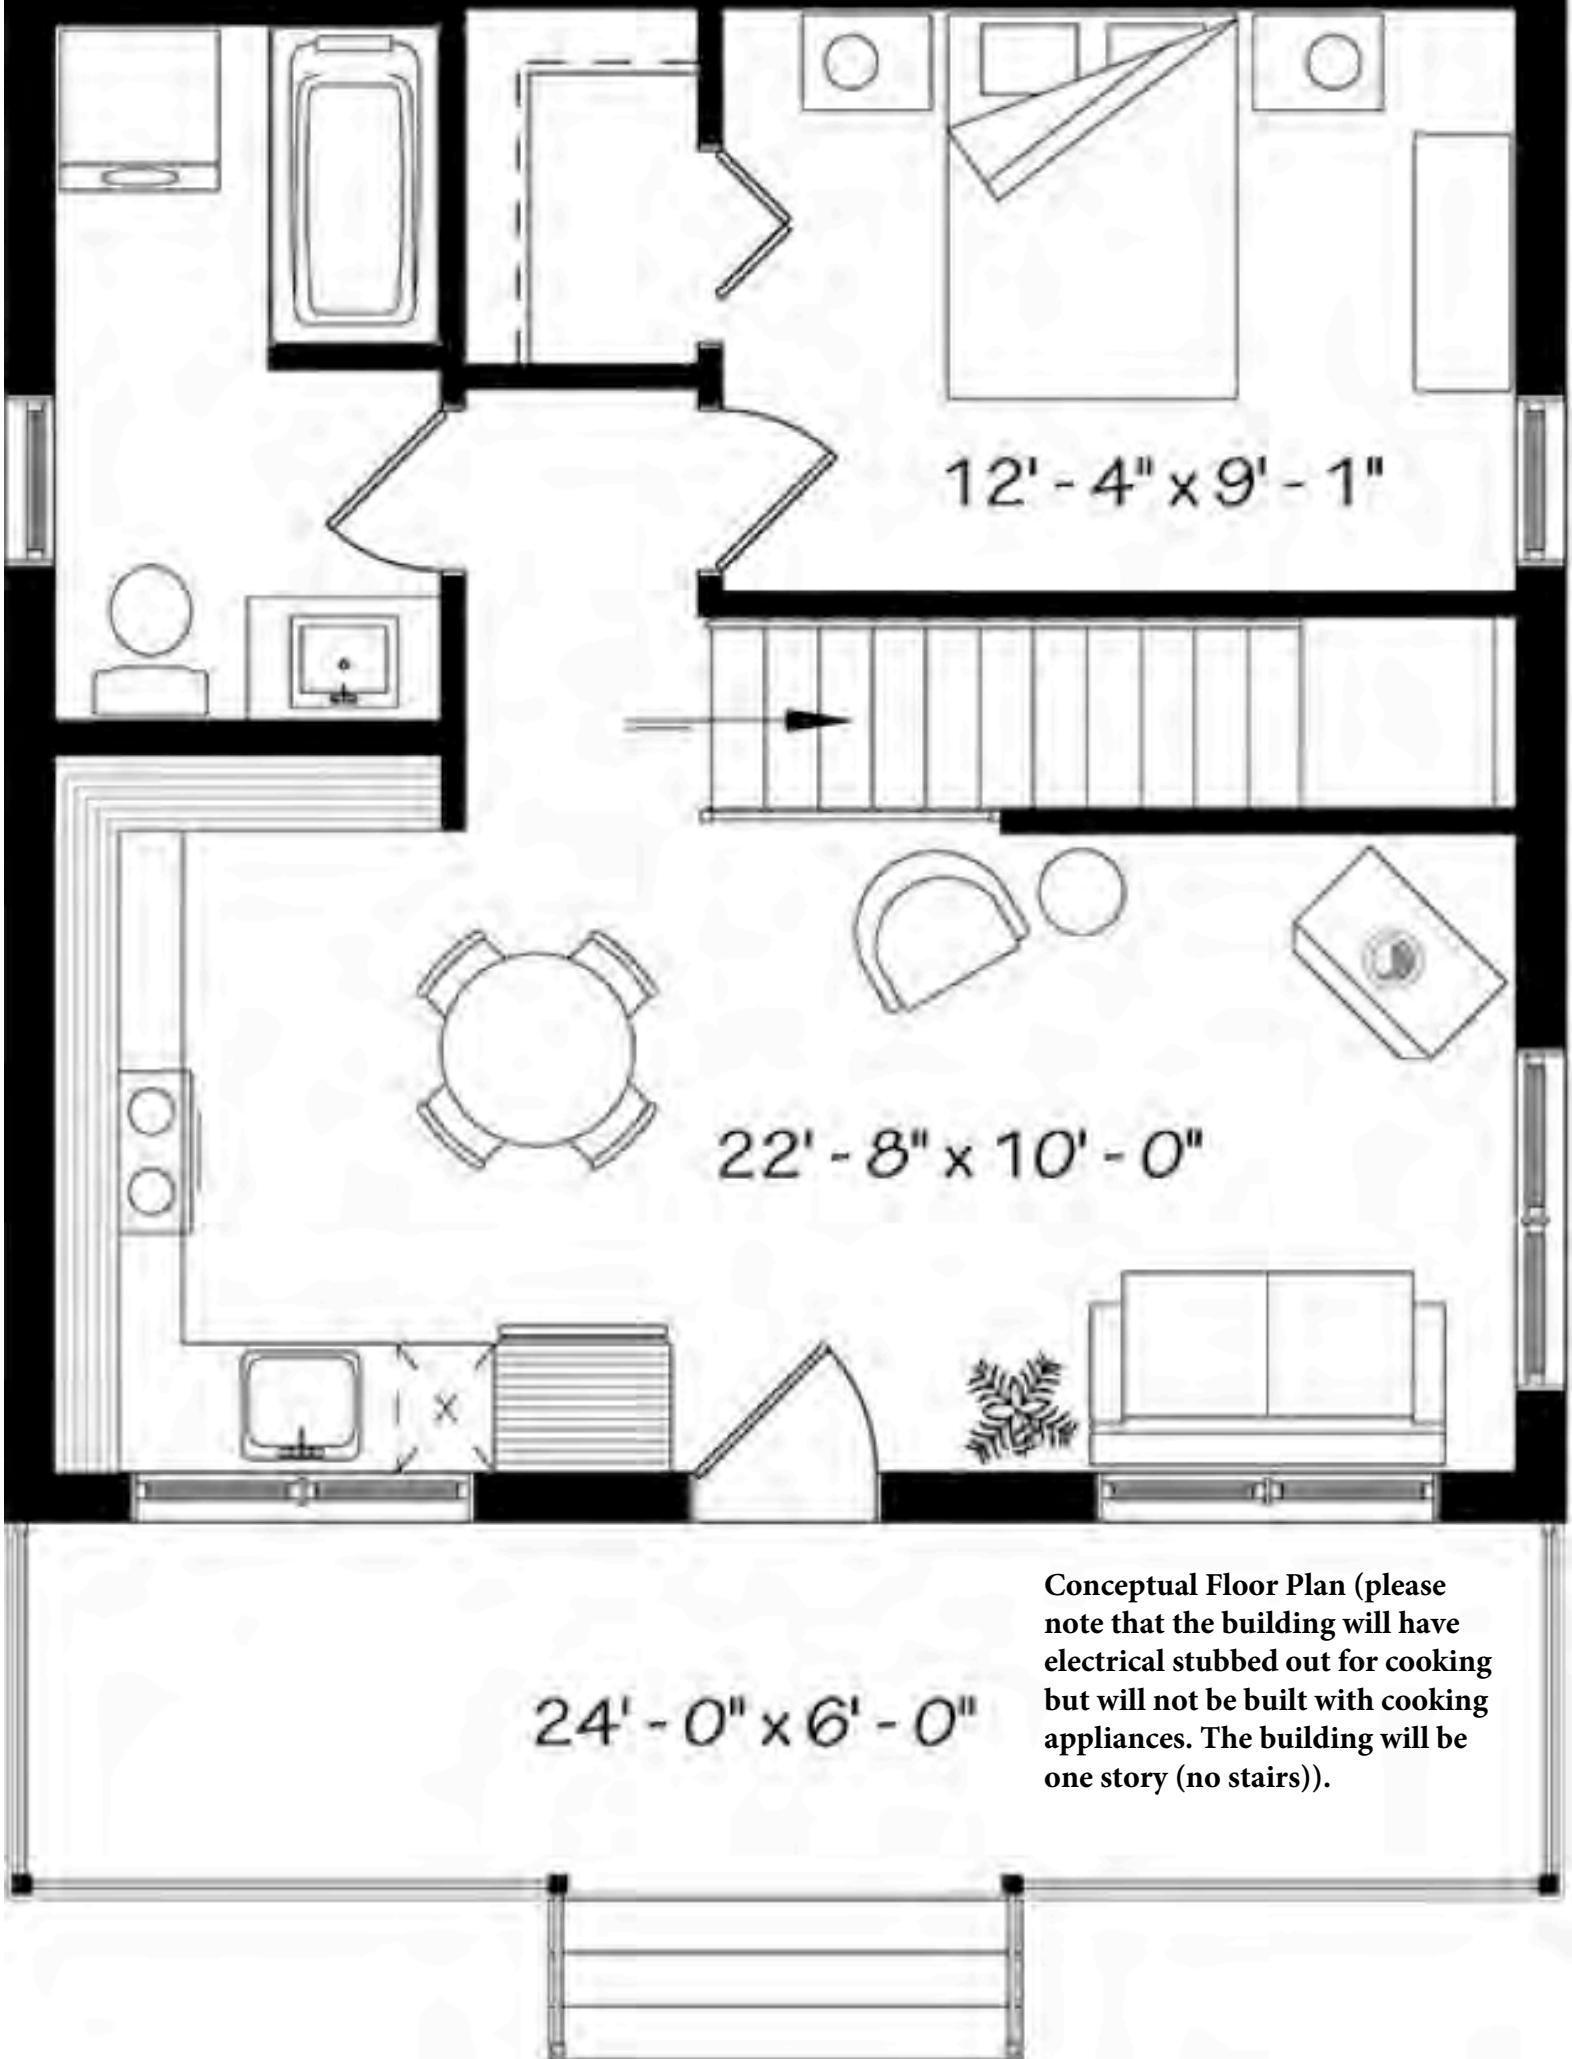 12' - 4" x 9' - 1"
22' - 8" x 10' - 0"
X
Conceptual Floor Plan (please
note that the building will have
electrical stubbed out for cooking
but will not be built with cooking
appliances. The building will be
one story (no stairs)).
24' - 0" x 6' - 0"